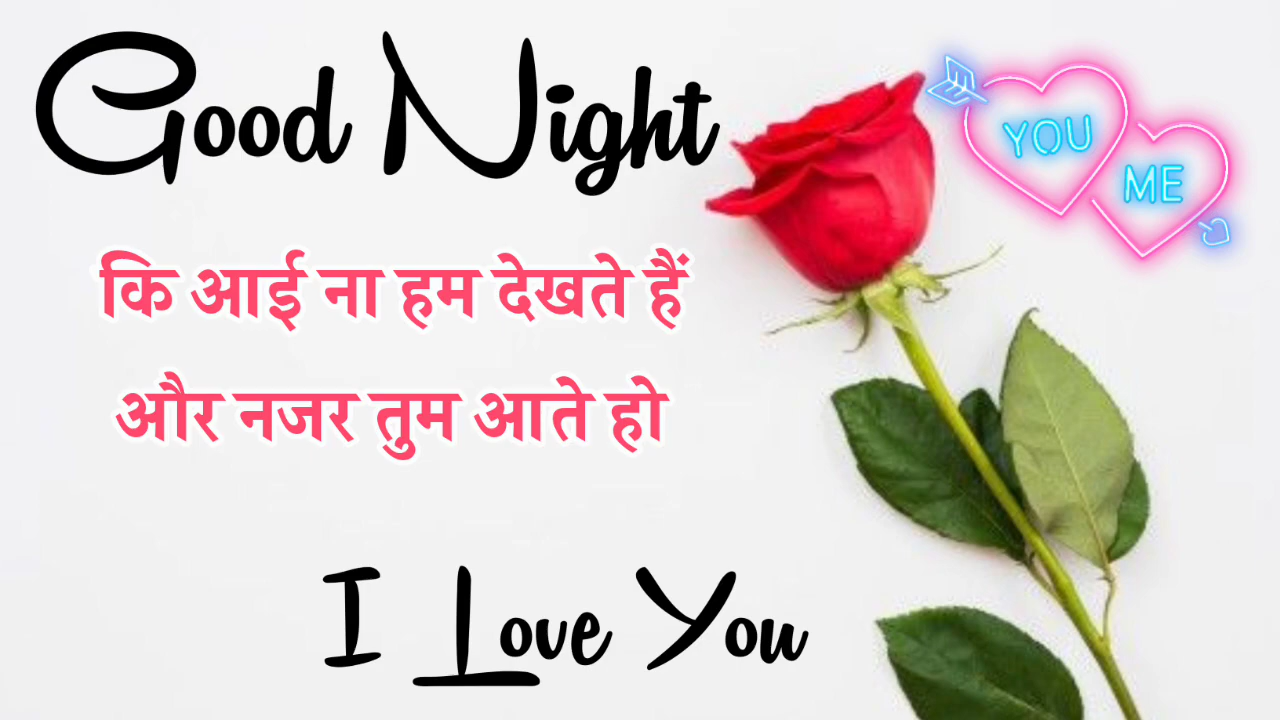 Good Night
YOU
ME
कि आई ना हम देखते हैं
और नजर तुम आते हो
I Love You